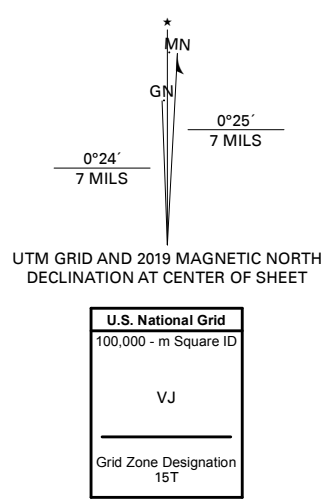 ★
MN
GN
0°25´
7 MILS
0°24´
7 MILS
UTM GRID AND 2019 MAGNETIC NORTH
DECLINATION AT CENTER OF SHEET
U.S. National Grid
100,000 - m Square ID
VJ
Grid Zone Designation
15T